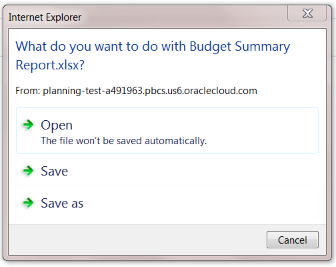 Internet Explorer
What do you want to do with Budget Summary
Report.xlsx?
From: planning-test-a491963.pbcs.us6.oraclecloud.com
Open
The file won't be saved automatically.
Save
Save as
Cancel